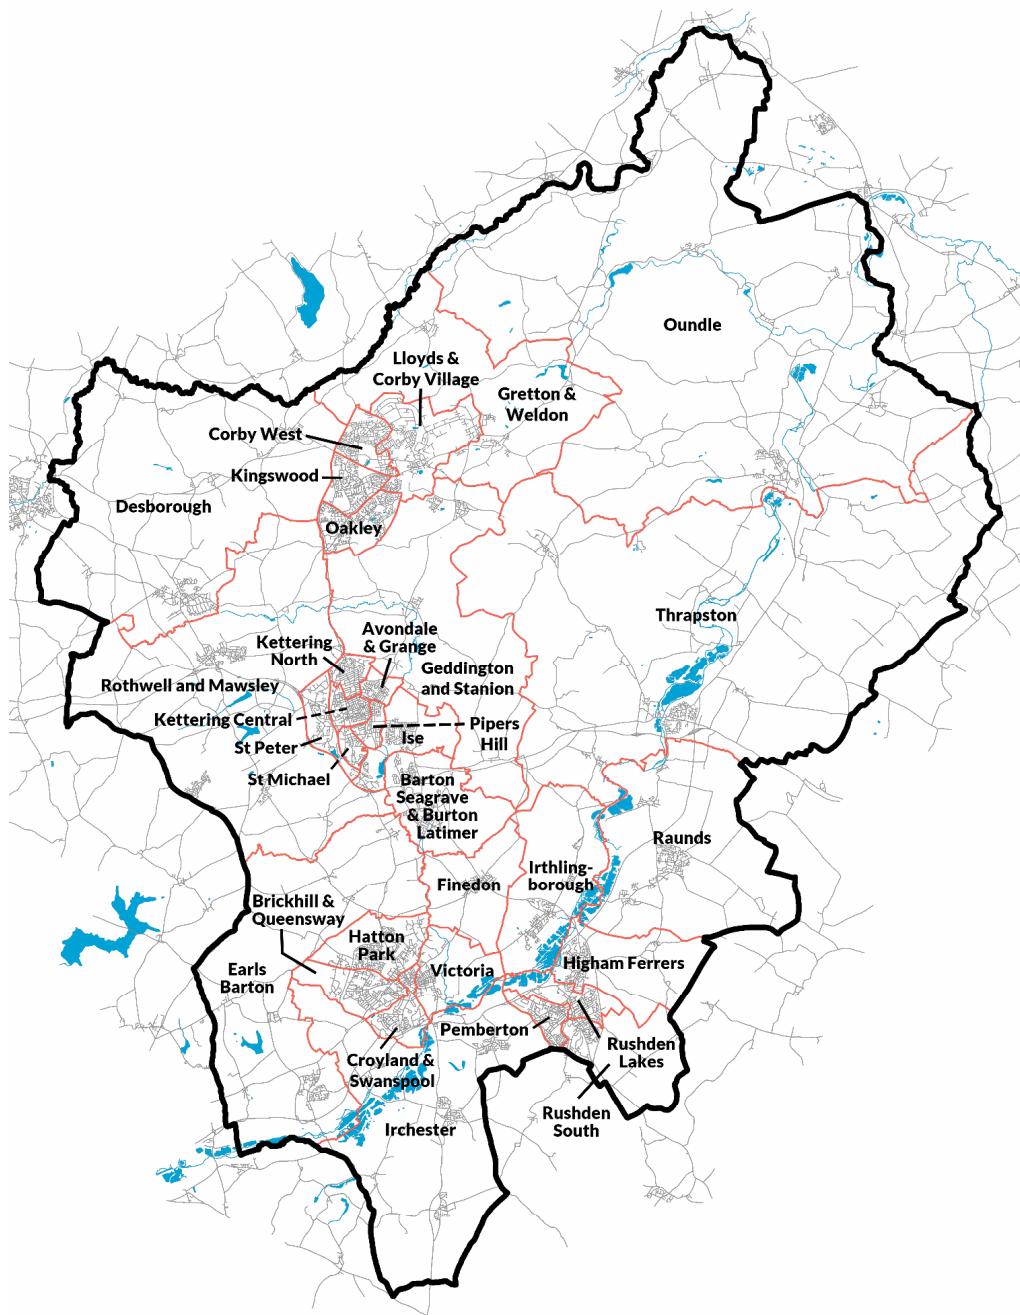 Oundle
Lloyds &
Corby Village
Gretton &
Weldon
Corby West
Kingswood
Desborough
Oakley
Thrapston
Avondale
& Grange
Kettering
North
Geddington
and Stanion
Rothwell and Mawsley
Kettering Central
Pipers
Hill
Ise
St Peter
St Michael
Barton
Seagrave
& Burton
Latimer
Raunds
Irthling-
borough
Finedon
Brickhill &
Queensway
Hatton
Park
Earls
Barton
Victoria
Higham Ferrers
Pemberton
Rushden
Lakes
Croyland &
Swanspool
Rushden
South
Irchester